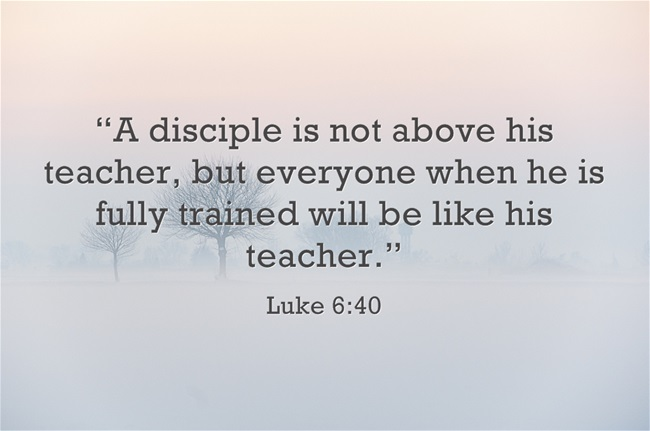 “A disciple is not above his
teacher, but everyone when he is
fully trained will be like his
teacher.”
Luke 6:40